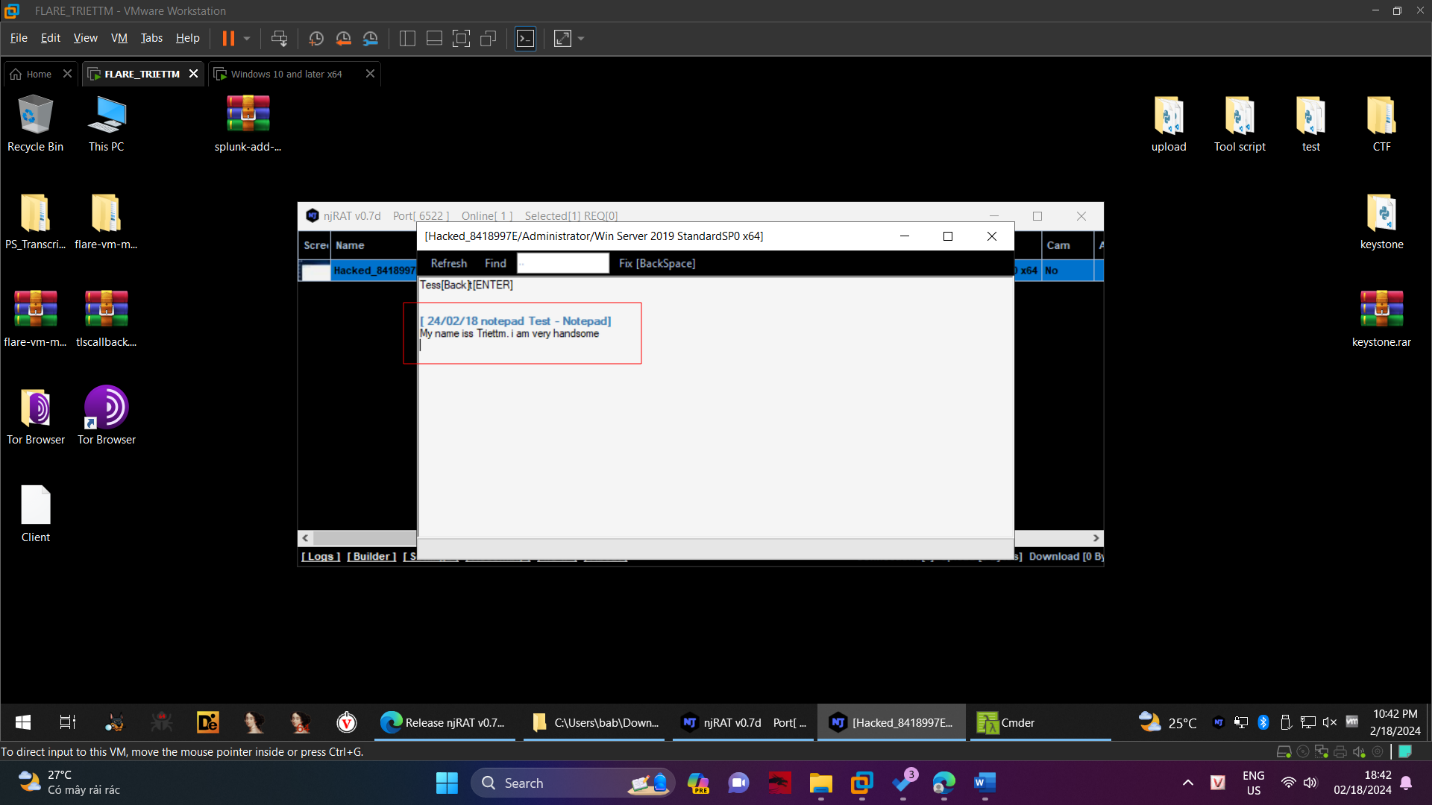 FLARE_TRIETTM - VMware Workstation
File Edit View VM Tabs Help
Home FLARE_TRIETTM Windows 10 and later x64
Recycle Bin This PC splunk-add-... upload Tool script test CTF
PS_Transcri... flare-vm-m... keystone
flare-vm-m... tlscallback.... keystone.rar
Tor Browser Tor Browser
Client
njRAT v0.7d Port[ 6522 ] Online[ 1 ] Selected[1] REQ[0]
Scree Name Cam A
Hacked_8418997 0 x64 No
[Hacked_8418997E/Administrator/Win Server 2019 StandardSP0 x64]
Refresh Find .. Fix [BackSpace]
Tess[Back]t[ENTER]
[ 24/02/18 notepad Test - Notepad]
My name iss Triettm. i am very handsome
[ Logs ] [ Builder ] Download [0 By
Release njRAT v0.7... C:\Users\bab\Down... njRAT v0.7d Port[ ... [Hacked_8418997E... Cmder 25°C 10:42 PM
2/18/2024
To direct input to this VM, move the mouse pointer inside or press Ctrl+G.
27°C
Có mây rải rác
Search PRE 3 ENG
US
18:42
02/18/2024